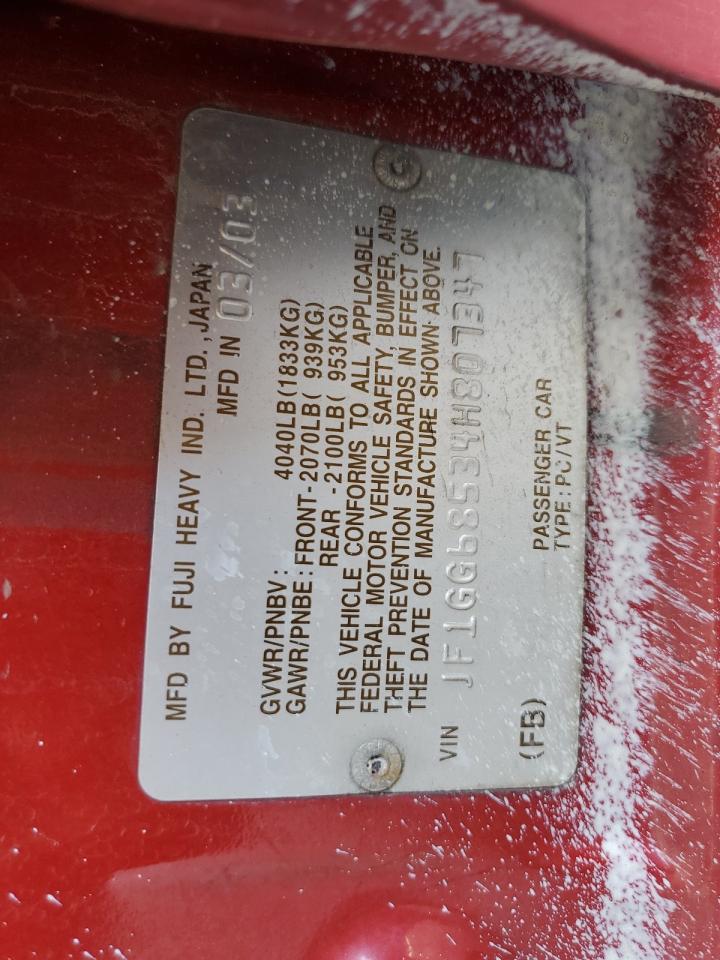 MFD BY FUJI HEAVY IND. LTD.,JAPAN
MFD IN 03/03
GVWR/PNBV: 4040LB(1833KG)
GAWR/PNBE:FRONT-2070LB( 939KG)
REAR -2100LB( 953KG)
THIS VEHICLE CONFORMS TO ALL APPLICABLE
FEDERAL MOTOR VEHICLE SAFETY, BUMPER, AND
THEFT PREVENTION STANDARDS IN EFFECT ON
THE DATE OF MANUFACTURE SHOWN ABOVE.
VIN JF1GG68534H807347
PASSENGER CAR
(FB) TYPE:PC/VT